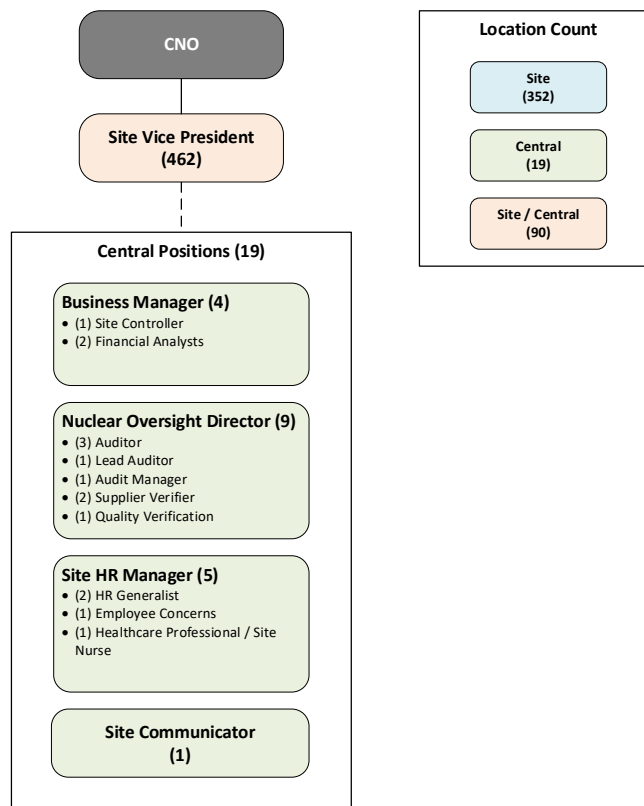 CNO
Site Vice President
(462)
Central Positions (19)
Business Manager (4)
• (1) Site Controller
• (2) Financial Analysts
Nuclear Oversight Director (9)
• (3) Auditor
• (1) Lead Auditor
• (1) Audit Manager
• (2) Supplier Verifier
• (1) Quality Verification
Site HR Manager (5)
• (2) HR Generalist
• (1) Employee Concerns
• (1) Healthcare Professional / Site
Nurse
Site Communicator
(1)
Location Count
Site
(352)
Central
(19)
Site / Central
(90)